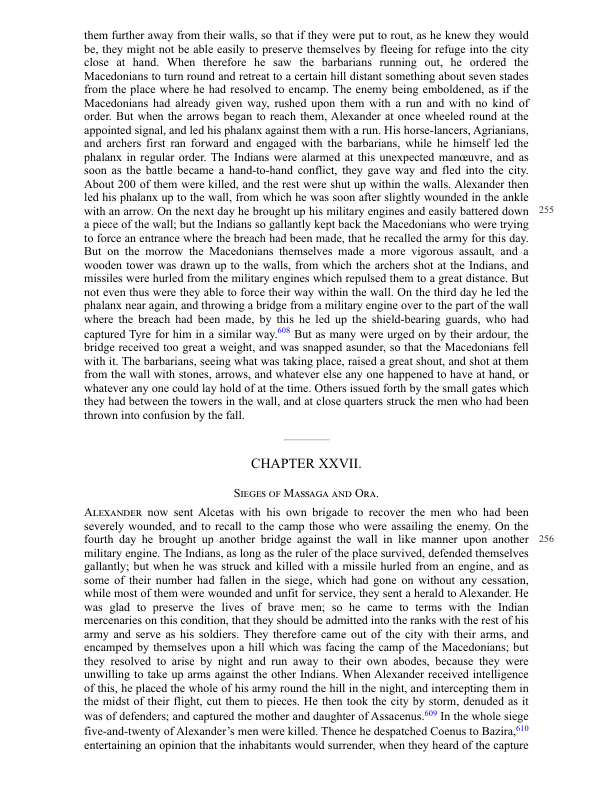 them further away from their walls, so that if they were put to rout, as he knew they would
be, they might not be able easily to preserve themselves by fleeing for refuge into the city
close at hand. When therefore he saw the barbarians running out, he ordered the
Macedonians to turn round and retreat to a certain hill distant something about seven stades
from the place where he had resolved to encamp. The enemy being emboldened, as if the
Macedonians had already given way, rushed upon them with a run and with no kind of
order. But when the arrows began to reach them, Alexander at once wheeled round at the
appointed signal, and led his phalanx against them with a run. His horse-lancers, Agrianians,
and archers first ran forward and engaged with the barbarians, while he himself led the
phalanx in regular order. The Indians were alarmed at this unexpected manœuvre, and as
soon as the battle became a hand-to-hand conflict, they gave way and fled into the city.
About 200 of them were killed, and the rest were shut up within the walls. Alexander then
led his phalanx up to the wall, from which he was soon after slightly wounded in the ankle
with an arrow. On the next day he brought up his military engines and easily battered down 255
a piece of the wall; but the Indians so gallantly kept back the Macedonians who were trying
to force an entrance where the breach had been made, that he recalled the army for this day.
But on the morrow the Macedonians themselves made a more vigorous assault, and a
wooden tower was drawn up to the walls, from which the archers shot at the Indians, and
missiles were hurled from the military engines which repulsed them to a great distance. But
not even thus were they able to force their way within the wall. On the third day he led the
phalanx near again, and throwing a bridge from a military engine over to the part of the wall
where the breach had been made, by this he led up the shield-bearing guards, who had
captured Tyre for him in a similar way.608 But as many were urged on by their ardour, the
bridge received too great a weight, and was snapped asunder, so that the Macedonians fell
with it. The barbarians, seeing what was taking place, raised a great shout, and shot at them
from the wall with stones, arrows, and whatever else any one happened to have at hand, or
whatever any one could lay hold of at the time. Others issued forth by the small gates which
they had between the towers in the wall, and at close quarters struck the men who had been
thrown into confusion by the fall.
CHAPTER XXVII.
Sieges of Massaga and Ora.
Alexander now sent Alcetas with his own brigade to recover the men who had been
severely wounded, and to recall to the camp those who were assailing the enemy. On the
fourth day he brought up another bridge against the wall in like manner upon another 256
military engine. The Indians, as long as the ruler of the place survived, defended themselves
gallantly; but when he was struck and killed with a missile hurled from an engine, and as
some of their number had fallen in the siege, which had gone on without any cessation,
while most of them were wounded and unfit for service, they sent a herald to Alexander. He
was glad to preserve the lives of brave men; so he came to terms with the Indian
mercenaries on this condition, that they should be admitted into the ranks with the rest of his
army and serve as his soldiers. They therefore came out of the city with their arms, and
encamped by themselves upon a hill which was facing the camp of the Macedonians; but
they resolved to arise by night and run away to their own abodes, because they were
unwilling to take up arms against the other Indians. When Alexander received intelligence
of this, he placed the whole of his army round the hill in the night, and intercepting them in
the midst of their flight, cut them to pieces. He then took the city by storm, denuded as it
was of defenders; and captured the mother and daughter of Assacenus.609 In the whole siege
five-and-twenty of Alexander’s men were killed. Thence he despatched Coenus to Bazira,610
entertaining an opinion that the inhabitants would surrender, when they heard of the capture